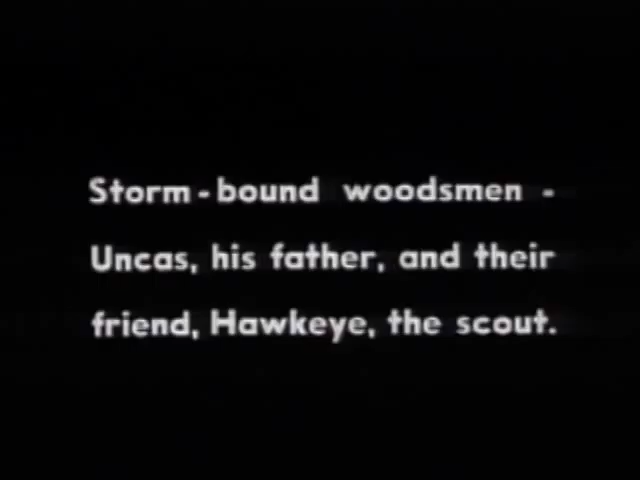 Storm-bound woodsmen -
Uncas, his father, and their
friend, Hawkeye, the scout.